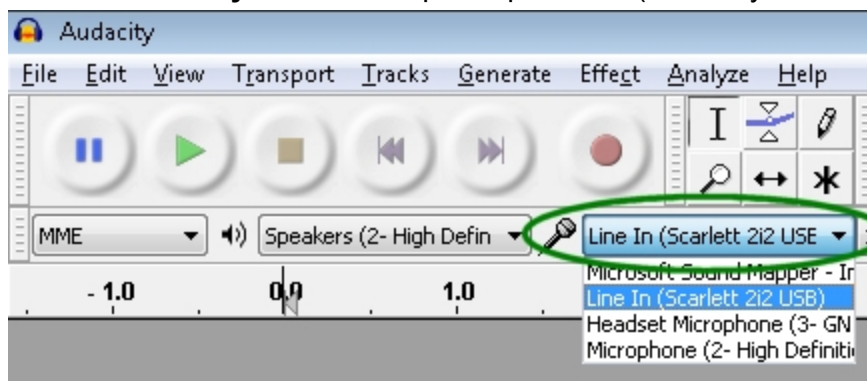 Audacity
File Edit View Transport Tracks Generate Effect Analyze Help
MME Speakers (2- High Defin Line In (Scarlett 2i2 USE
Microsoft Sound Mapper - In
- 1.0 0.0 1.0 Line In (Scarlett 2i2 USB)
Headset Microphone (3- GN
Microphone (2- High Definiti